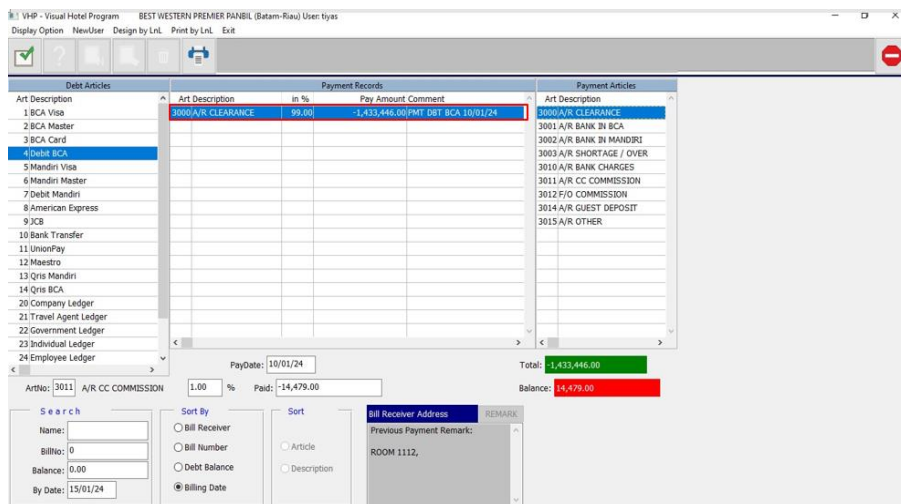 VHP - Visual Hotel Program BEST WESTERN PREMIER PANBIL (Batam-Riau) User: tiyas
Display Option NewUser Design by LnL Print by LnL Exit
Debt Articles
Art Description
1 BCA Visa
2 BCA Master
3 BCA Card
4 Debit BCA
5 Mandiri Visa
6 Mandiri Master
7 Debit Mandiri
8 American Express
9 JCB
10 Bank Transfer
11 UnionPay
12 Maestro
13 Qris Mandiri
14 Qris BCA
20 Company Ledger
21 Travel Agent Ledger
22 Government Ledger
23 Individual Ledger
24 Employee Ledger
Payment Records
Art Description in % Pay Amount Comment
3000 A/R CLEARANCE 99.00 -1,433,446.00 PMT DBT BCA 10/01/24
Payment Articles
Art Description
3000 A/R CLEARANCE
3001 A/R BANK IN BCA
3002 A/R BANK IN MANDIRI
3003 A/R SHORTAGE / OVER
3010 A/R BANK CHARGES
3011 A/R CC COMMISSION
3012 F/O COMMISSION
3014 A/R GUEST DEPOSIT
3015 A/R OTHER
PayDate: 10/01/24 Total: -1,433,446.00
ArtNo: 3011 A/R CC COMMISSION 1.00 % Paid: -14,479.00 Balance: 14,479.00
Search
Name:
BillNo: 0
Balance: 0.00
By Date: 15/01/24
Sort By
Bill Receiver
Bill Number
Debt Balance
Billing Date
Sort
Article
Description
Bill Receiver Address REMARK
Previous Payment Remark:
ROOM 1112,